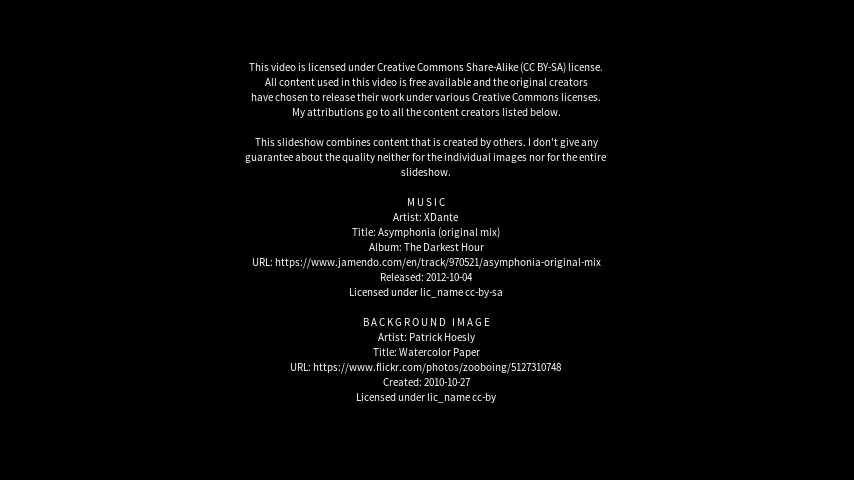 This video is licensed under Creative Commons Share-Alike (CC BY-SA) license.
All content used in this video is free available and the original creators
have chosen to release their work under various Creative Commons licenses.
My attributions go to all the content creators listed below.
This slideshow combines content that is created by others. I don't give any
guarantee about the quality neither for the individual images nor for the entire
slideshow.
MUSIC
Artist: XDante
Title: Asymphonia (original mix)
Album: The Darkest Hour
URL: https://www.jamendo.com/en/track/970521/asymphonia-original-mix
Released: 2012-10-04
Licensed under lic_name cc-by-sa
BACKGROUND IMAGE
Artist: Patrick Hoesly
Title: Watercolor Paper
URL: https://www.flickr.com/photos/zooboing/5127310748
Created: 2010-10-27
Licensed under lic_name cc-by